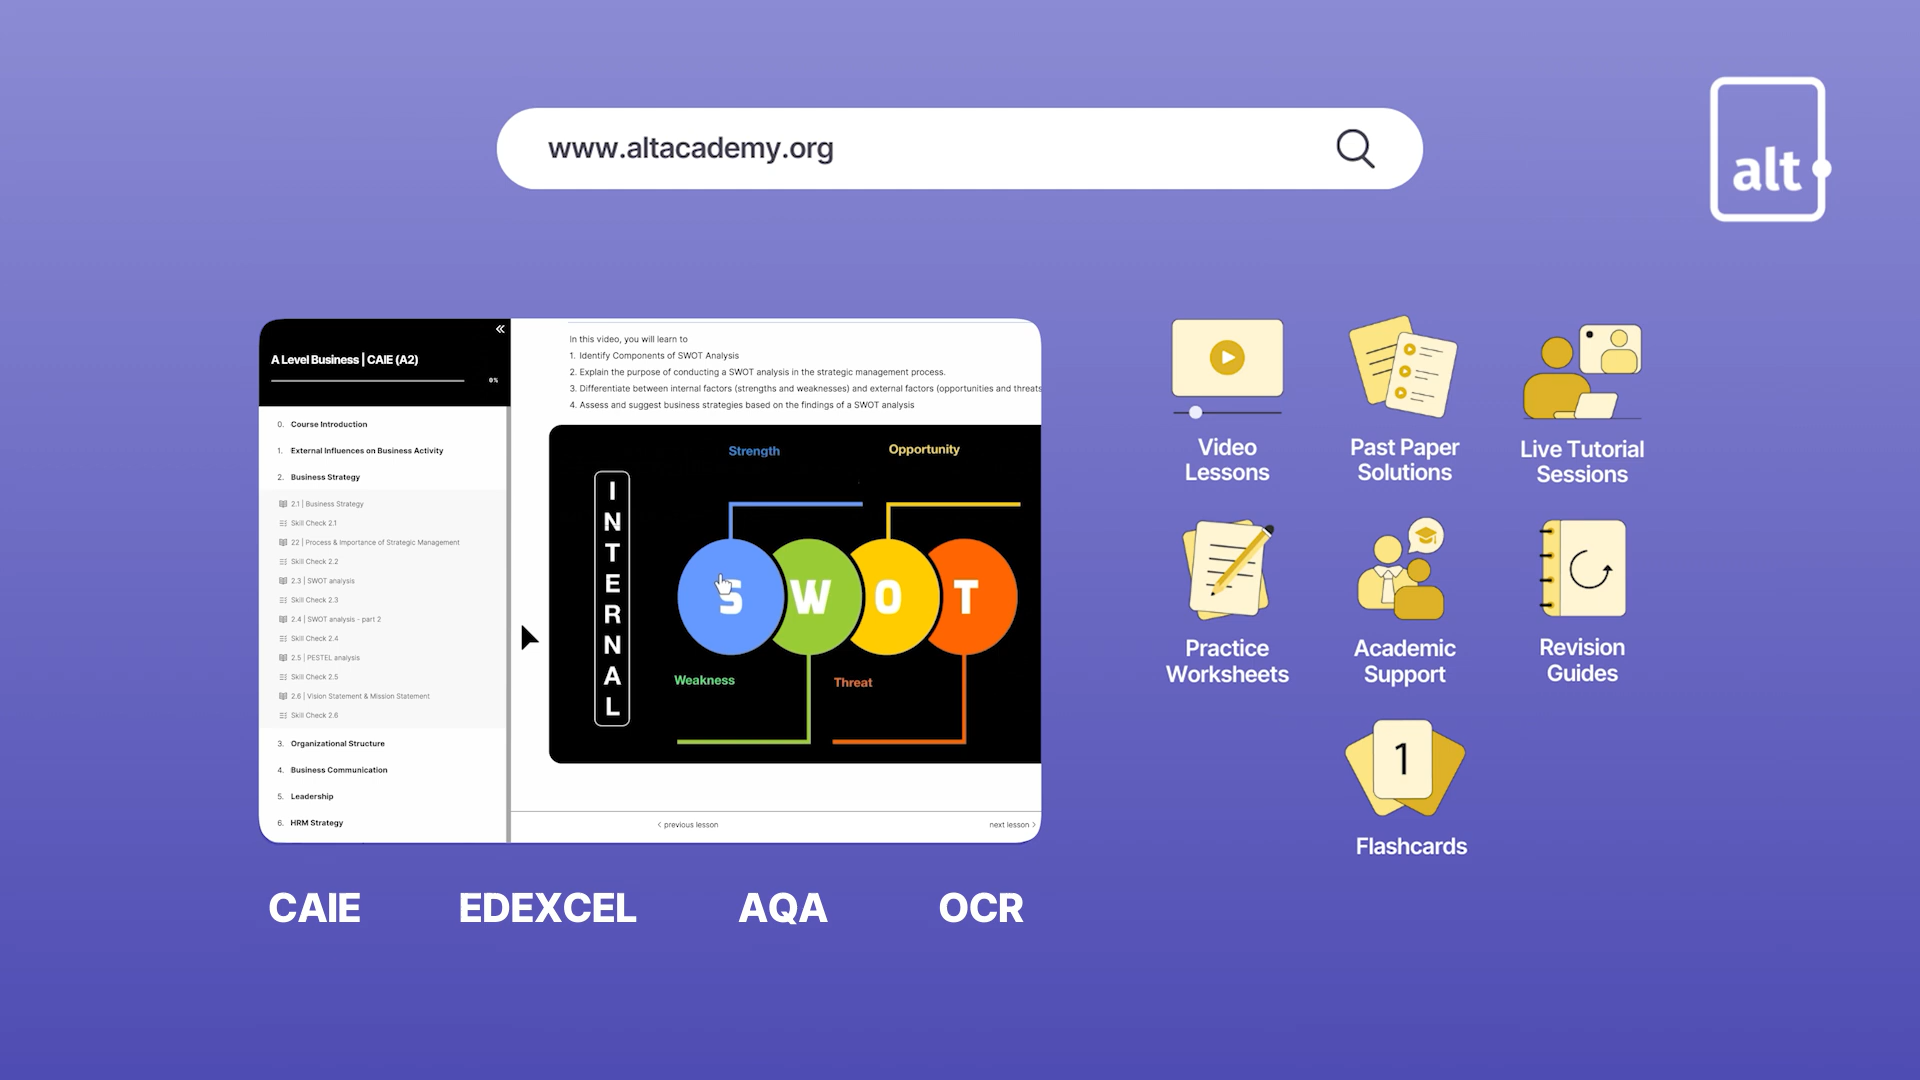 www.altacademy.org
alt
A Level Business | CAIE (A2)
0%
0. Course Introduction
1. External Influences on Business Activity
2. Business Strategy
2.1 | Business Strategy
Skill Check 2.1
22 | Process & Importance of Strategic Management
Skill Check 2.2
2.3 | SWOT analysis
Skill Check 2.3
2.4 | SWOT analysis - part 2
Skill Check 2.4
2.5 | PESTEL analysis
Skill Check 2.5
2.6 | Vision Statement & Mission Statement
Skill Check 2.6
3. Organizational Structure
4. Business Communication
5. Leadership
6. HRM Strategy
In this video, you will learn to
1. Identify Components of SWOT Analysis
2. Explain the purpose of conducting a SWOT analysis in the strategic management process.
3. Differentiate between internal factors (strengths and weaknesses) and external factors (opportunities and threats
4. Assess and suggest business strategies based on the findings of a SWOT analysis
INTERNAL
Strength
Opportunity
S W O T
Weakness
Threat
< previous lesson
next lesson >
Video
Lessons
Past Paper
Solutions
Live Tutorial
Sessions
Practice
Worksheets
Academic
Support
Revision
Guides
1
Flashcards
CAIE
EDEXCEL
AQA
OCR